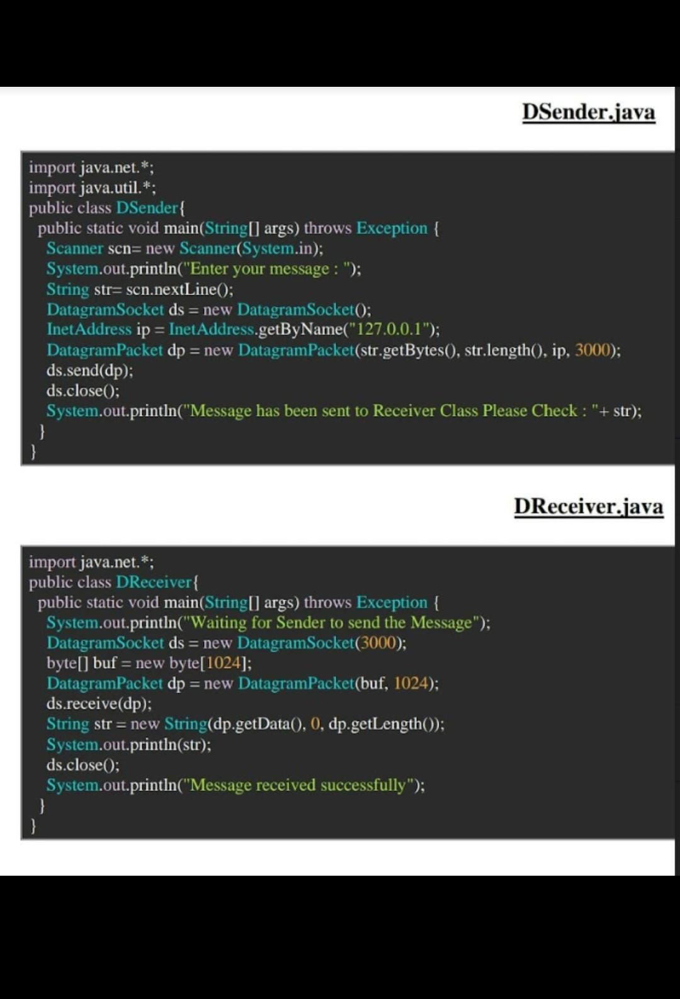 DSender.java
import java.net.*;
import java.util.*;
public class DSender{
public static void main(String[] args) throws Exception {
Scanner scn= new Scanner(System.in);
System.out.println("Enter your message : ");
String str= scn.nextLine();
DatagramSocket ds = new DatagramSocket();
InetAddress ip = InetAddress.getByName("127.0.0.1");
DatagramPacket dp = new DatagramPacket(str.getBytes(), str.length(), ip, 3000);
ds.send(dp);
ds.close();
System.out.println("Message has been sent to Receiver Class Please Check : "+ str);
}
}
DReceiver.java
import java.net.*;
public class DReceiver{
public static void main(String[] args) throws Exception {
System.out.println("Waiting for Sender to send the Message");
DatagramSocket ds = new DatagramSocket(3000);
byte[] buf = new byte[1024];
DatagramPacket dp = new DatagramPacket(buf, 1024);
ds.receive(dp);
String str = new String(dp.getData(), 0, dp.getLength());
System.out.println(str);
ds.close();
System.out.println("Message received successfully");
}
}